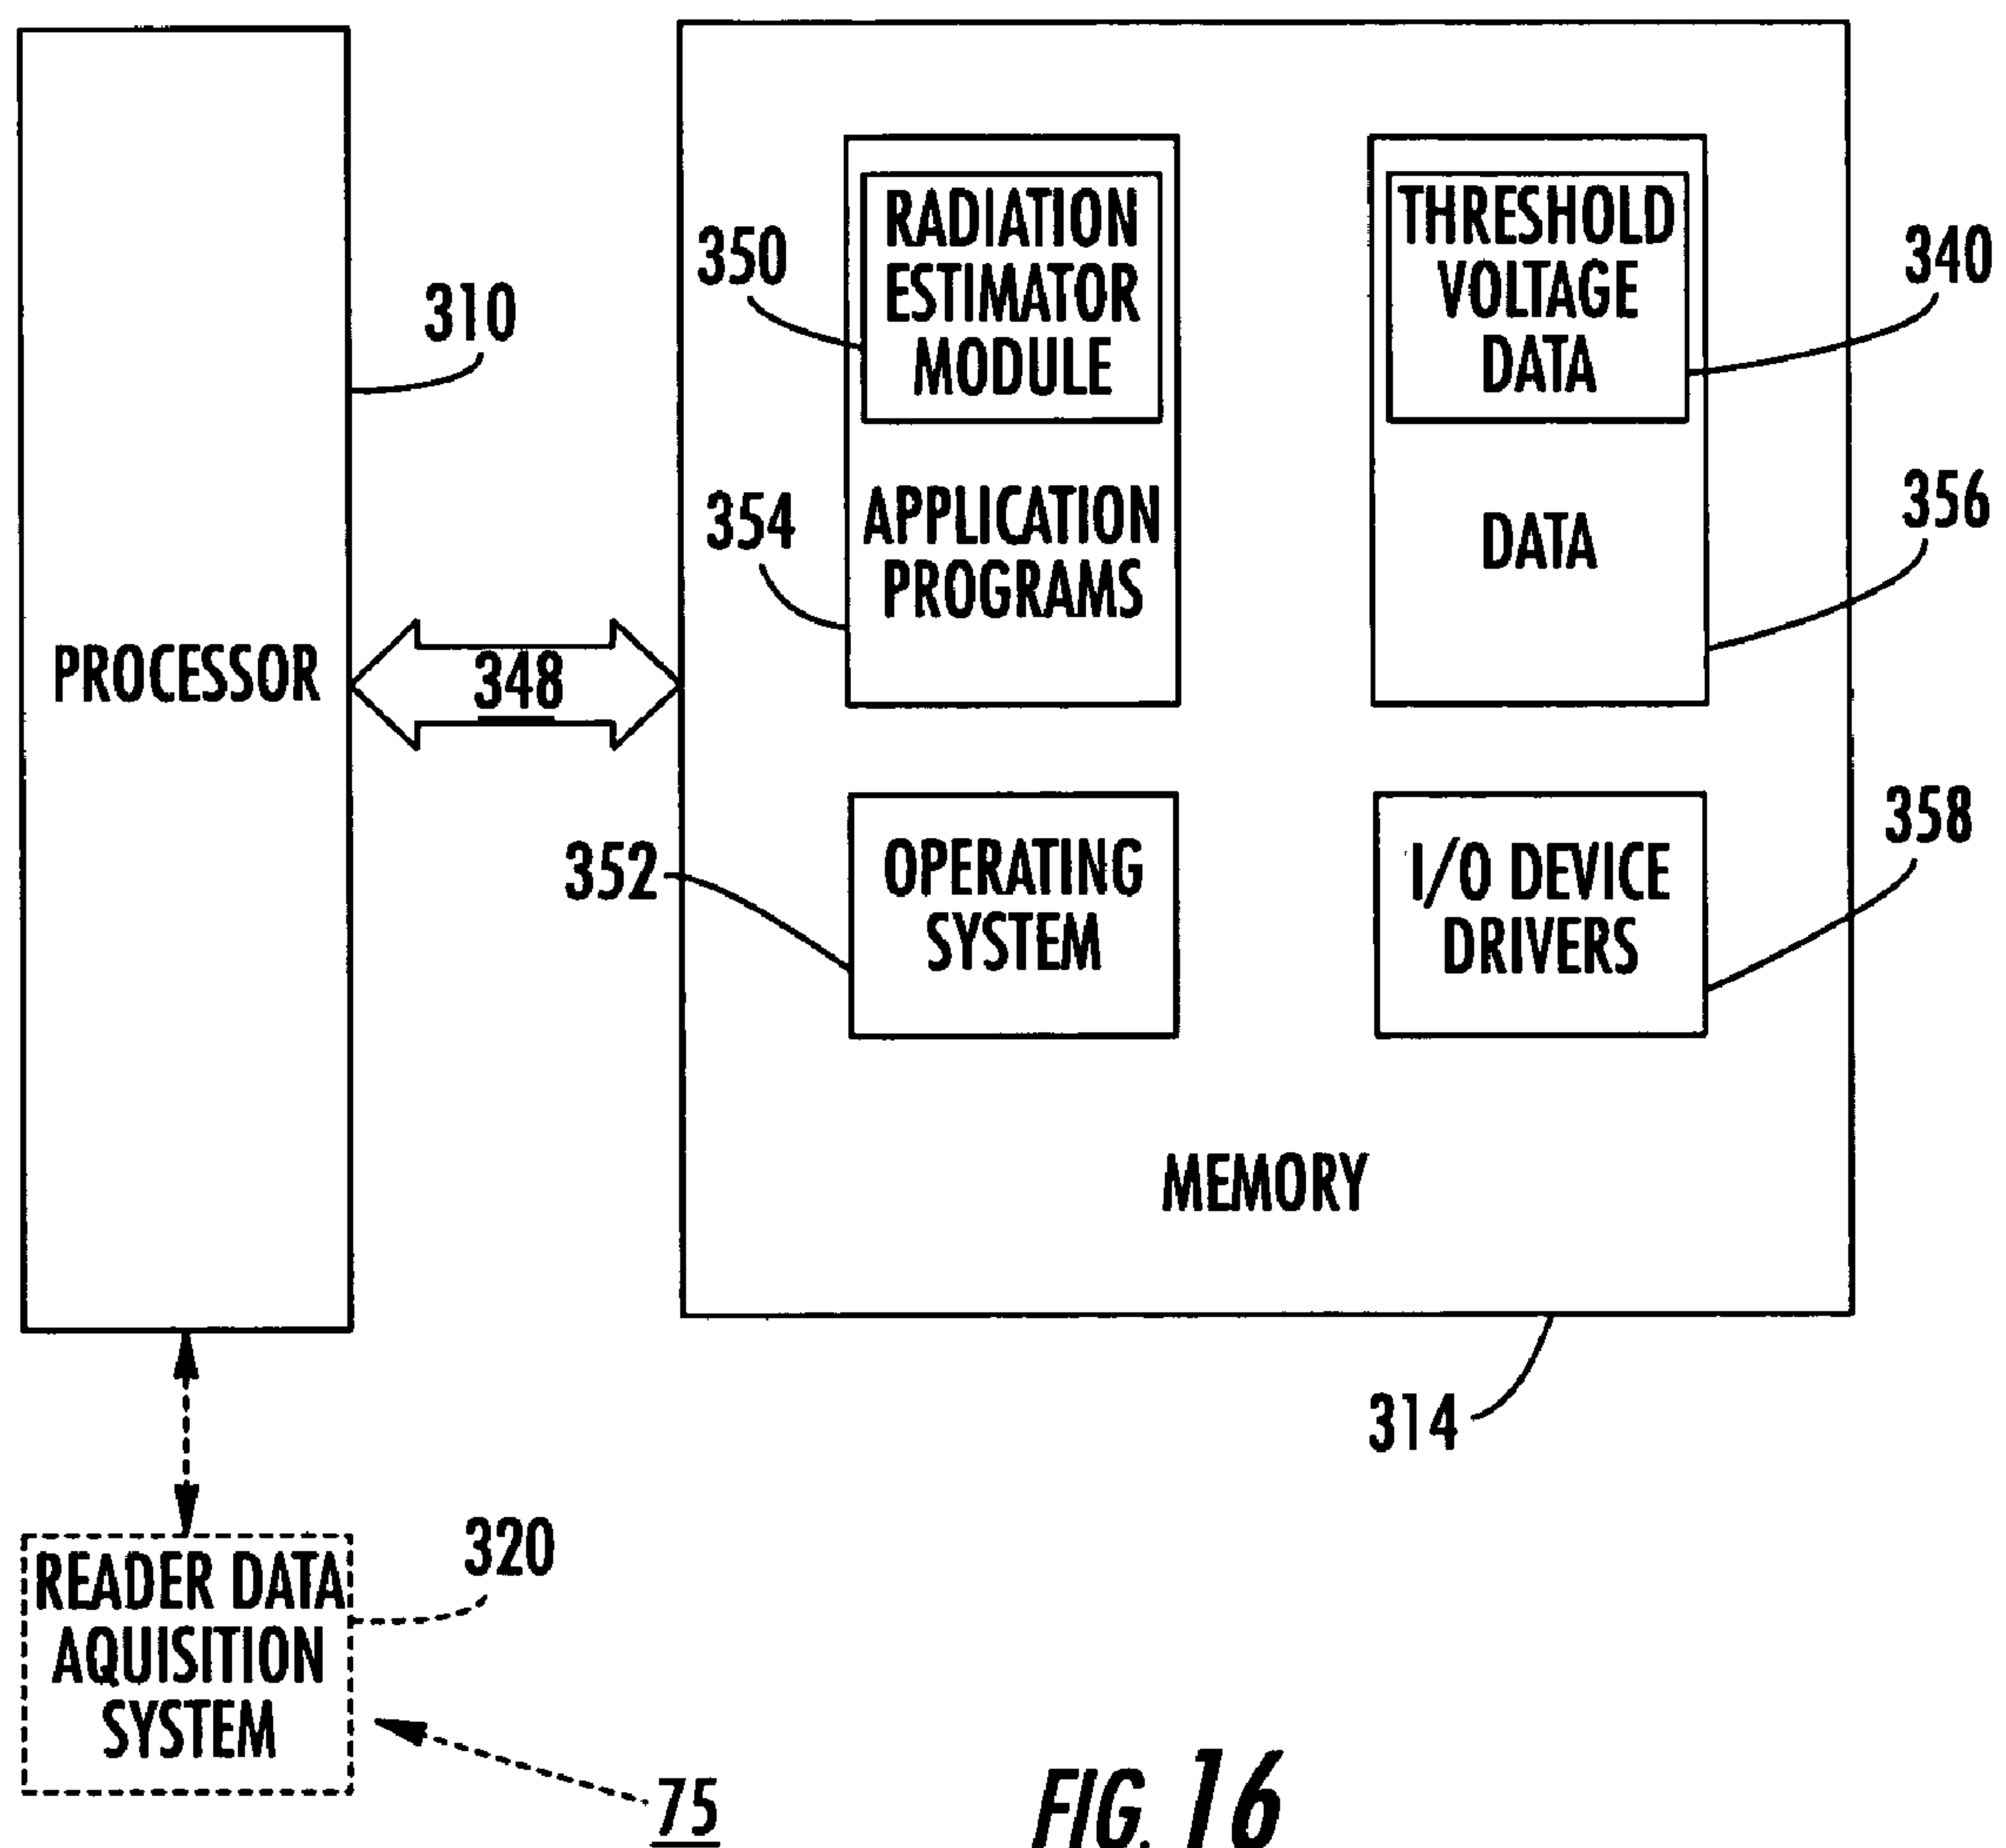 310
PROCESSOR
348
350
RADIATION
ESTIMATOR
MODULE
354
APPLICATION
PROGRAMS
THRESHOLD
VOLTAGE
DATA
340
DATA
356
352
OPERATING
SYSTEM
I/O DEVICE
DRIVERS
358
MEMORY
314
READER DATA
AQUISITION
SYSTEM
320
75
FIG. 16